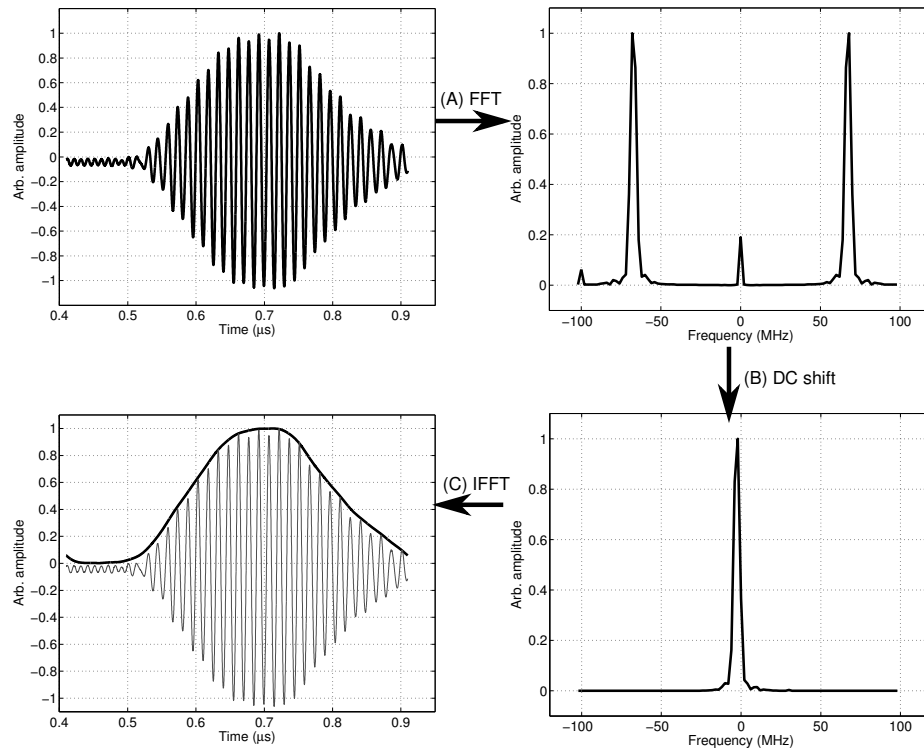 1
0.8
0.6
0.4
0.2
0
−0.2
−0.4
−0.6
−0.8
−1
0.4 0.5 0.6 0.7 0.8 0.9
Time (μs)
Arb. amplitude
(A) FFT
1
0.8
0.6
0.4
0.2
0
−100 −50 0 50 100
Frequency (MHz)
Arb. amplitude
(B) DC shift
1
0.8
0.6
0.4
0.2
0
−0.2
−0.4
−0.6
−0.8
−1
0.4 0.5 0.6 0.7 0.8 0.9
Time (μs)
Arb. amplitude
(C) IFFT
1
0.8
0.6
0.4
0.2
0
−100 −50 0 50 100
Frequency (MHz)
Arb. amplitude